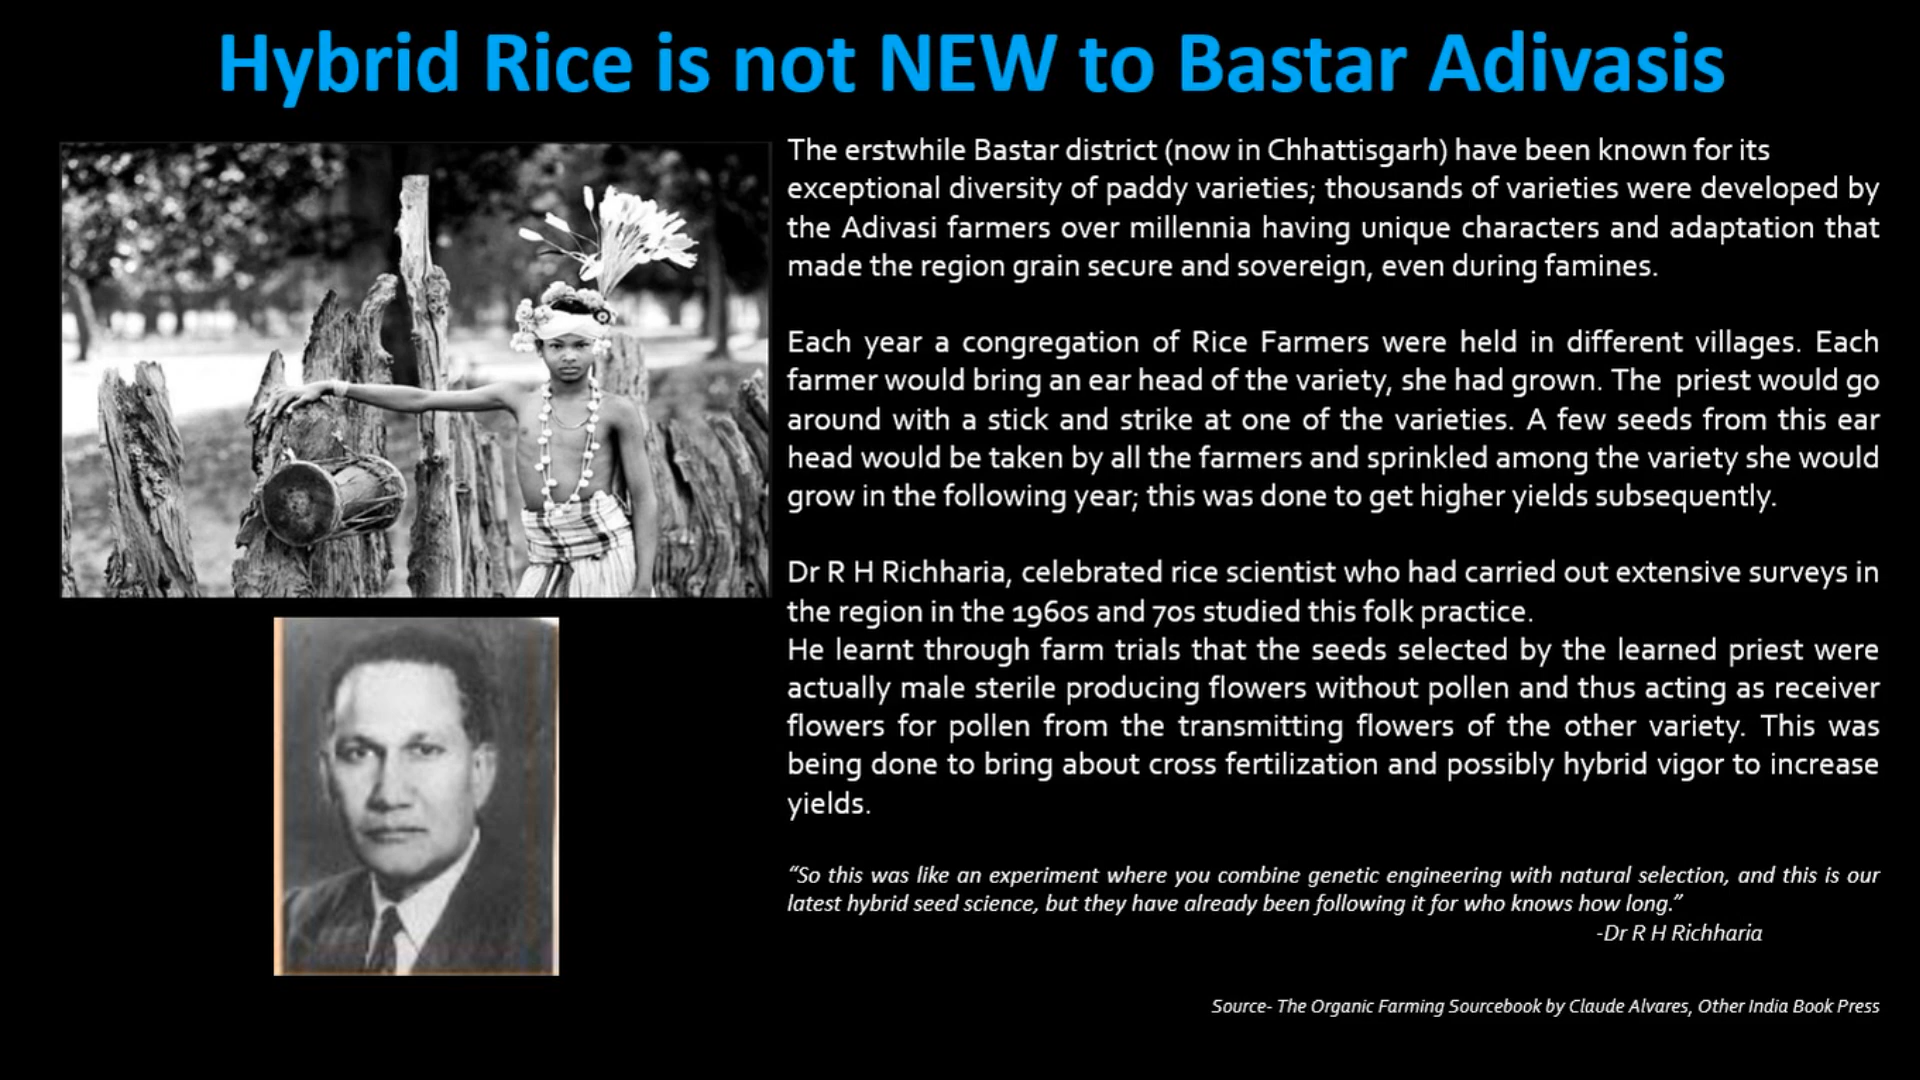 Hybrid Rice is not NEW to Bastar Adivasis
The erstwhile Bastar district (now in Chhattisgarh) have been known for its
exceptional diversity of paddy varieties; thousands of varieties were developed by
the Adivasi farmers over millennia having unique characters and adaptation that
made the region grain secure and sovereign, even during famines.
Each year a congregation of Rice Farmers were held in different villages. Each
farmer would bring an ear head of the variety, she had grown. The priest would go
around with a stick and strike at one of the varieties. A few seeds from this ear
head would be taken by all the farmers and sprinkled among the variety she would
grow in the following year; this was done to get higher yields subsequently.
Dr R H Richharia, celebrated rice scientist who had carried out extensive surveys in
the region in the 1960s and 70s studied this folk practice.
He learnt through farm trials that the seeds selected by the learned priest were
actually male sterile producing flowers without pollen and thus acting as receiver
flowers for pollen from the transmitting flowers of the other variety. This was
being done to bring about cross fertilization and possibly hybrid vigor to increase
yields.
“So this was like an experiment where you combine genetic engineering with natural selection, and this is our
latest hybrid seed science, but they have already been following it for who knows how long.”
-Dr R H Richharia
Source- The Organic Farming Sourcebook by Claude Alvares, Other India Book Press